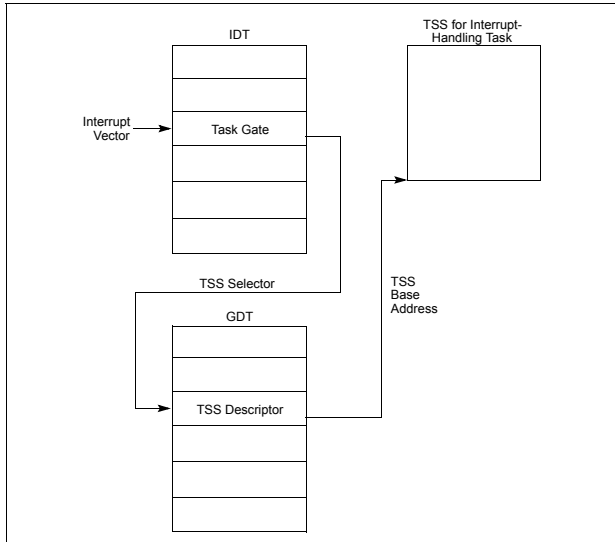 TSS for Interrupt-
Handling Task
IDT
Interrupt
Vector
Task Gate
TSS Selector
TSS
Base
Address
GDT
TSS Descriptor